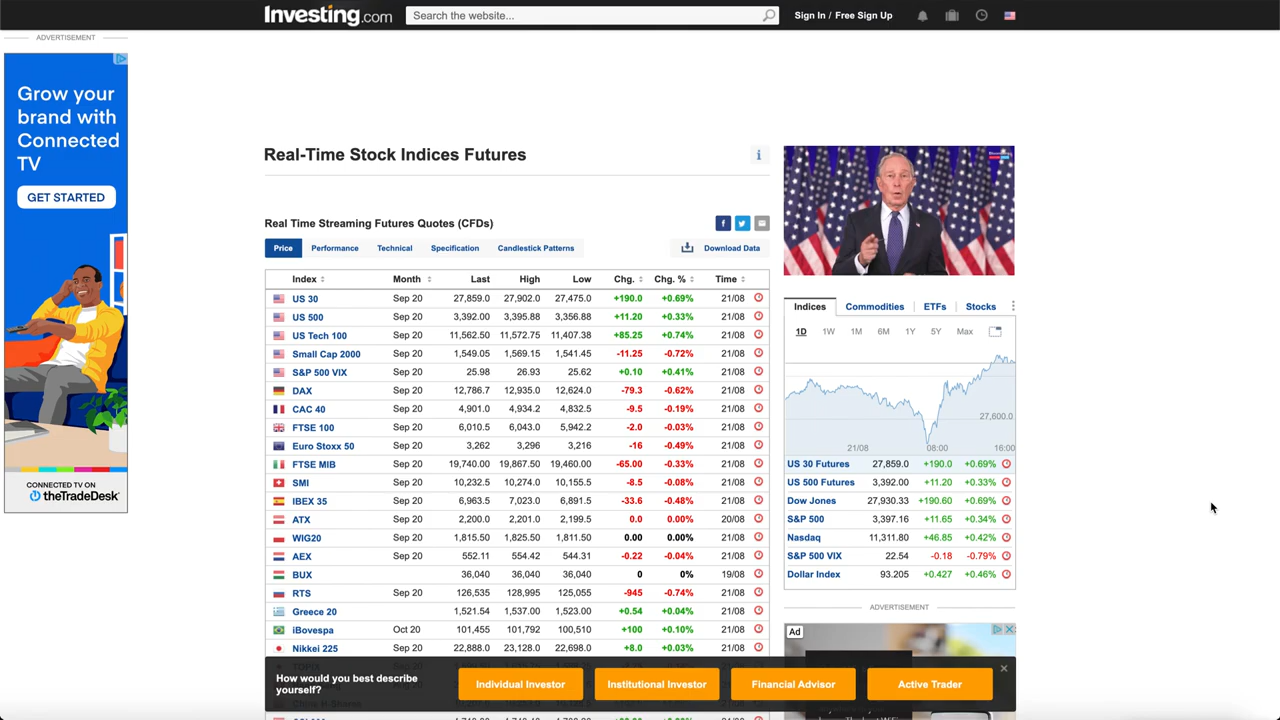 Investing.com
Search the website...
Sign In / Free Sign Up
ADVERTISEMENT
Grow your
brand with
Connected
TV
GET STARTED
CONNECTED TV ON
theTradeDesk
Real-Time Stock Indices Futures
Real Time Streaming Futures Quotes (CFDs)
Price Performance Technical Specification Candlestick Patterns Download Data
Index Month Last High Low Chg. Chg. % Time
US 30 Sep 20 27,859.0 27,902.0 27,475.0 +190.0 +0.69% 21/08
US 500 Sep 20 3,392.00 3,395.88 3,356.88 +11.20 +0.33% 21/08
US Tech 100 Sep 20 11,562.50 11,572.75 11,407.38 +85.25 +0.74% 21/08
Small Cap 2000 Sep 20 1,549.05 1,569.15 1,541.45 -11.25 -0.72% 21/08
S&P 500 VIX Sep 20 25.98 26.93 25.62 +0.10 +0.41% 21/08
DAX Sep 20 12,786.7 12,935.0 12,624.0 -79.3 -0.62% 21/08
CAC 40 Sep 20 4,901.0 4,934.2 4,832.5 -9.5 -0.19% 21/08
FTSE 100 Sep 20 6,010.5 6,043.0 5,942.2 -2.0 -0.03% 21/08
Euro Stoxx 50 Sep 20 3,262 3,296 3,216 -16 -0.49% 21/08
FTSE MIB Sep 20 19,740.00 19,867.50 19,460.00 -65.00 -0.33% 21/08
SMI Sep 20 10,232.5 10,274.0 10,155.5 -8.5 -0.08% 21/08
IBEX 35 Sep 20 6,963.5 7,023.0 6,891.5 -33.6 -0.48% 21/08
ATX Sep 20 2,200.0 2,201.0 2,199.5 0.0 0.00% 20/08
WIG20 Sep 20 1,815.50 1,825.50 1,811.50 0.00 0.00% 21/08
AEX Sep 20 552.11 554.42 544.31 -0.22 -0.04% 21/08
BUX 36,040 36,040 36,040 0 0% 19/08
RTS Sep 20 126,535 128,995 125,055 -945 -0.74% 21/08
Greece 20 Sep 20 1,521.54 1,537.00 1,523.00 +0.54 +0.04% 21/08
iBovespa Oct 20 101,455 101,792 100,510 +100 +0.10% 21/08
Nikkei 225 Sep 20 22,888.0 23,128.0 22,698.0 +8.0 +0.03% 21/08
TOPIX
Indices Commodities ETFs Stocks
1D 1W 1M 6M 1Y 5Y Max
27,600.0
21/08 08:00 16:00
US 30 Futures 27,859.0 +190.0 +0.69%
US 500 Futures 3,392.00 +11.20 +0.33%
Dow Jones 27,930.33 +190.60 +0.69%
S&P 500 3,397.16 +11.65 +0.34%
Nasdaq 11,311.80 +46.85 +0.42%
S&P 500 VIX 22.54 -0.18 -0.79%
Dollar Index 93.205 +0.427 +0.46%
ADVERTISEMENT
Ad
How would you best describe
yourself?
Individual Investor Institutional Investor Financial Advisor Active Trader